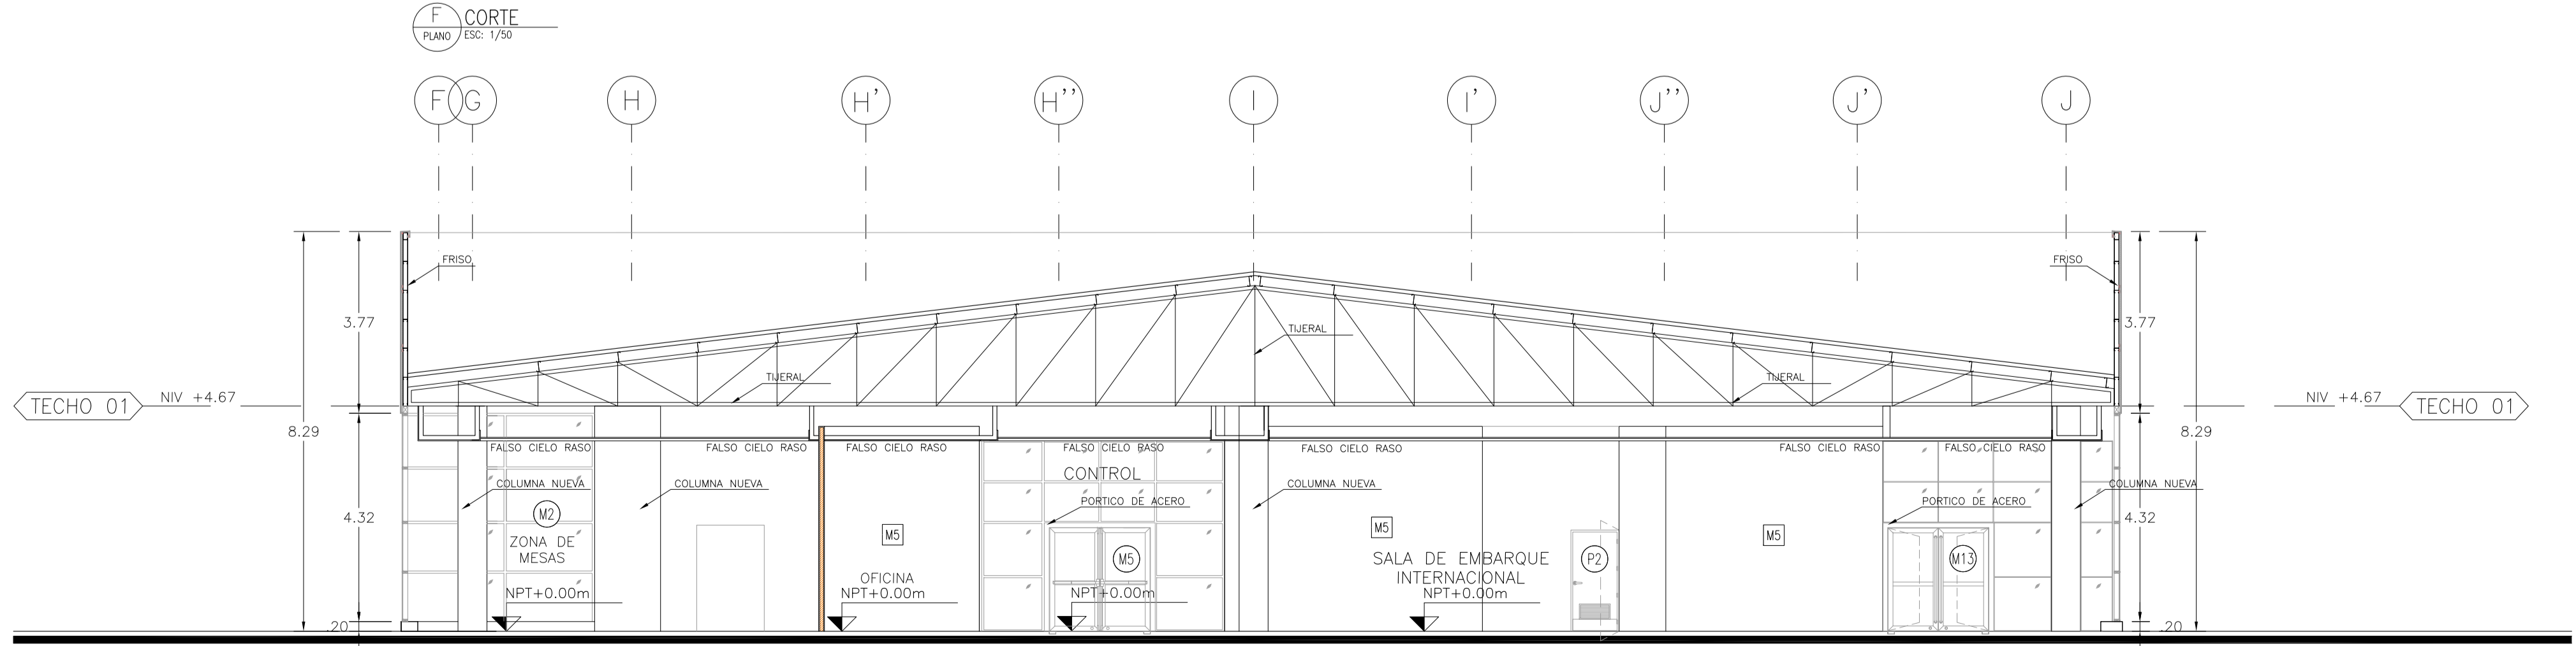 F CORTE
PLANO ESC: 1/50
F G H H' H'' I I' J'' J' J
FRISO FRISO
3.77 3.77
TIJERAL
TIJERAL TIJERAL
TECHO 01 NIV +4.67 NIV +4.67 TECHO 01
8.29 8.29
FALSO CIELO RASO FALSO CIELO RASO FALSO CIELO RASO FALSO CIELO RASO FALSO CIELO RASO FALSO CIELO RASO FALSO CIELO RASO
CONTROL
COLUMNA NUEVA COLUMNA NUEVA COLUMNA NUEVA COLUMNA NUEVA
PORTICO DE ACERO PORTICO DE ACERO
4.32 M2 4.32
M5 M5 M5
ZONA DE
MESAS
M5 SALA DE EMBARQUE P2 M13
OFICINA INTERNACIONAL
NPT+0.00m NPT+0.00m NPT+0.00m NPT+0.00m
.20 .20